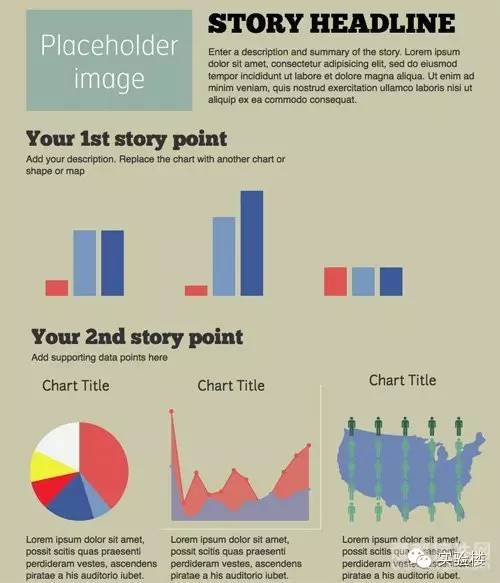 Placeholder
image
STORY HEADLINE
Enter a description and summary of the story. Lorem ipsum
dolor sit amet, consectetur adipisicing elit, sed do eiusmod
tempor incididunt ut labore et dolore magna aliqua. Ut enim ad
minim veniam, quis nostrud exercitation ullamco laboris nisi ut
aliquip ex ea commodo consequat.
Your 1st story point
Add your description. Replace the chart with another chart or
shape or map
Your 2nd story point
Add supporting data points here
Chart Title
Chart Title
Chart Title
Lorem ipsum dolor sit amet,
possit scitis quas praesenti
perderiam vestes, ascendens
piratae a his auditorio iubet.
Lorem ipsum dolor sit amet,
possit scitis quas praesenti
perderiam vestes, ascendens
piratae a his auditorio iubet.
Lorem ipsum dolor sit amet,
possit scitis quas praesenti
perderiam vestes, ascendens
piratae a his auditorio iubet.
实验楼